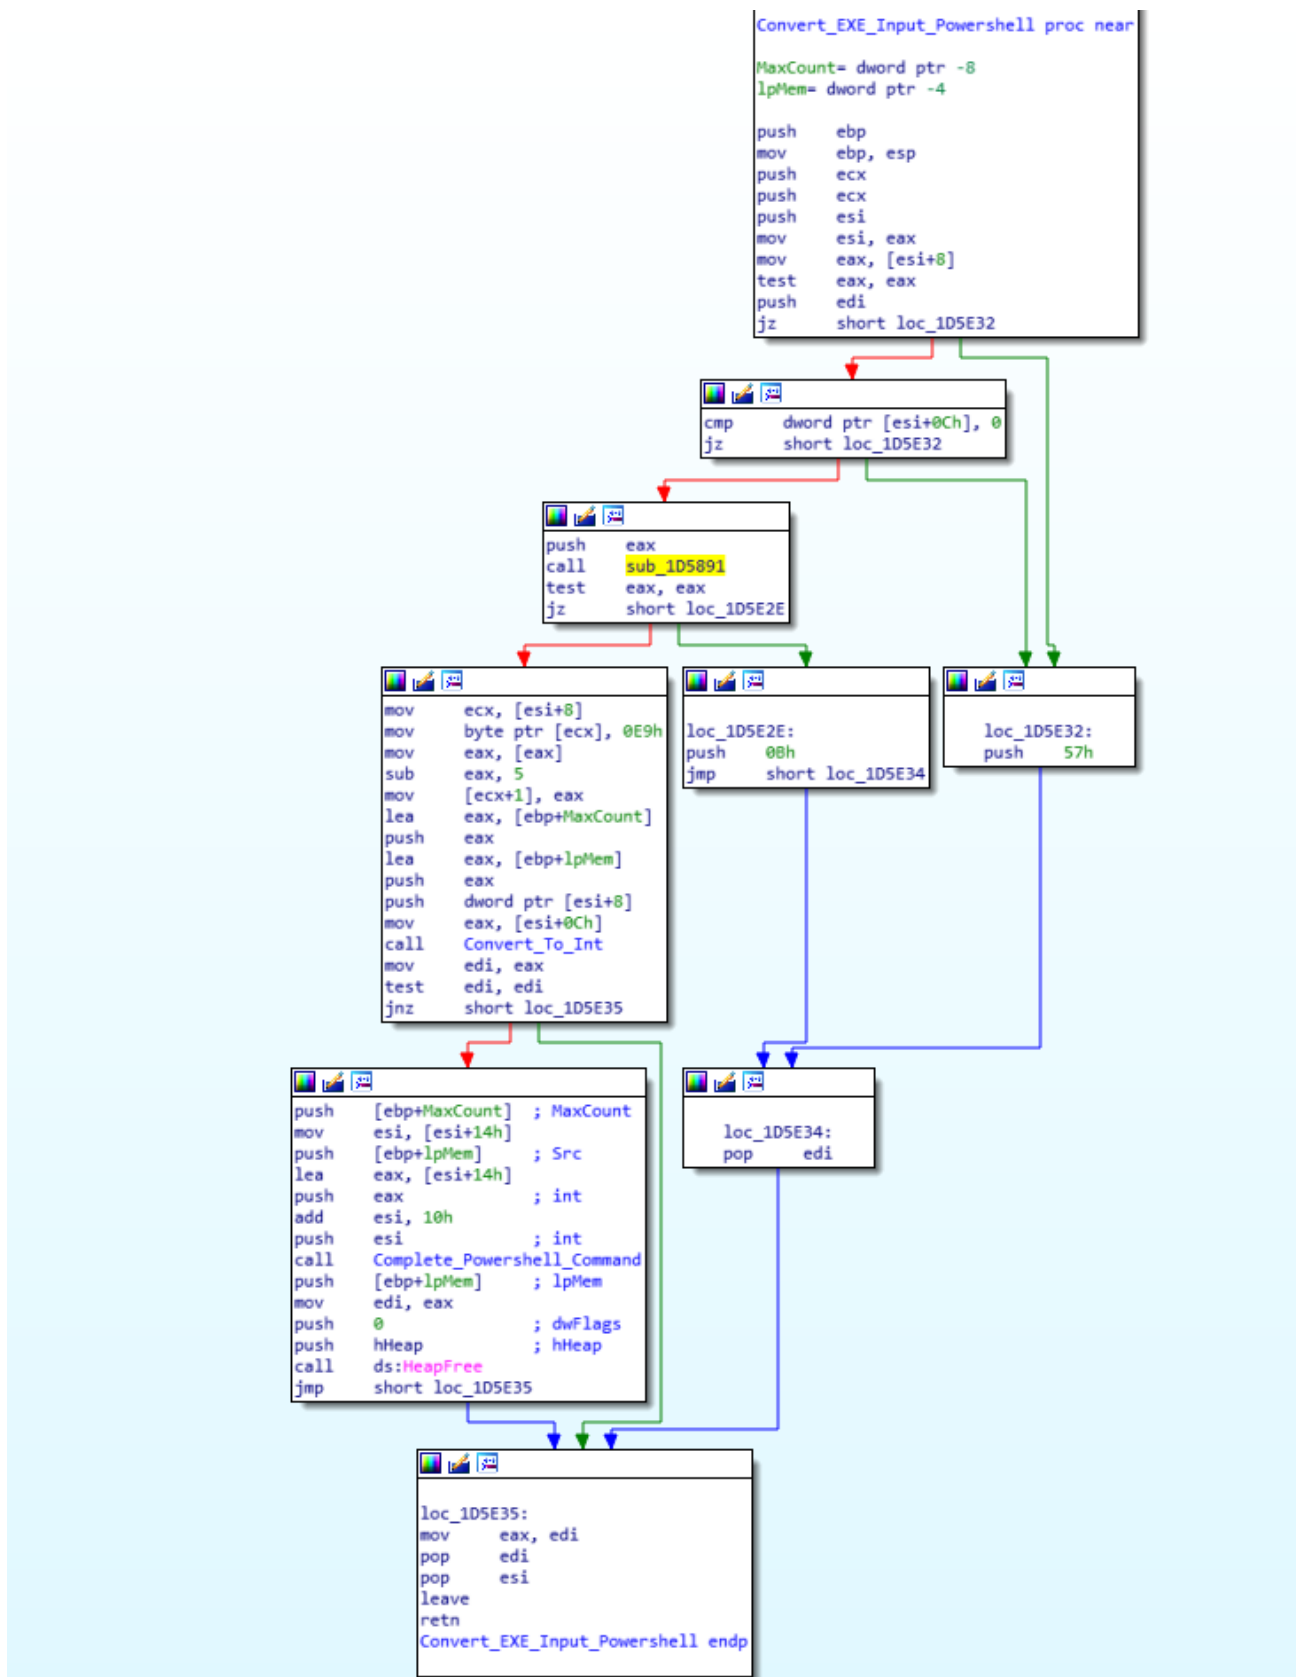 Convert_EXE_Input_Powershell proc near
MaxCount= dword ptr -8
lpMem= dword ptr -4
push ebp
mov ebp, esp
push ecx
push ecx
push esi
mov esi, eax
mov eax, [esi+8]
test eax, eax
push edi
jz short loc_1D5E32
cmp dword ptr [esi+0Ch], 0
jz short loc_1D5E32
push eax
call sub_1D5891
test eax, eax
jz short loc_1D5E2E
mov ecx, [esi+8]
mov byte ptr [ecx], 0E9h
mov eax, [eax]
sub eax, 5
mov [ecx+1], eax
lea eax, [ebp+MaxCount]
push eax
lea eax, [ebp+lpMem]
push eax
push dword ptr [esi+8]
mov eax, [esi+0Ch]
call Convert_To_Int
mov edi, eax
test edi, edi
jnz short loc_1D5E35
loc_1D5E2E:
push 0Bh
jmp short loc_1D5E34
loc_1D5E32:
push 57h
push [ebp+MaxCount] ; MaxCount
mov esi, [esi+14h]
push [ebp+lpMem] ; Src
lea eax, [esi+14h]
push eax ; int
add esi, 10h
push esi ; int
call Complete_Powershell_Command
push [ebp+lpMem] ; lpMem
mov edi, eax
push 0 ; dwFlags
push hHeap ; hHeap
call ds:HeapFree
jmp short loc_1D5E35
loc_1D5E34:
pop edi
loc_1D5E35:
mov eax, edi
pop edi
pop esi
leave
retn
Convert_EXE_Input_Powershell endp